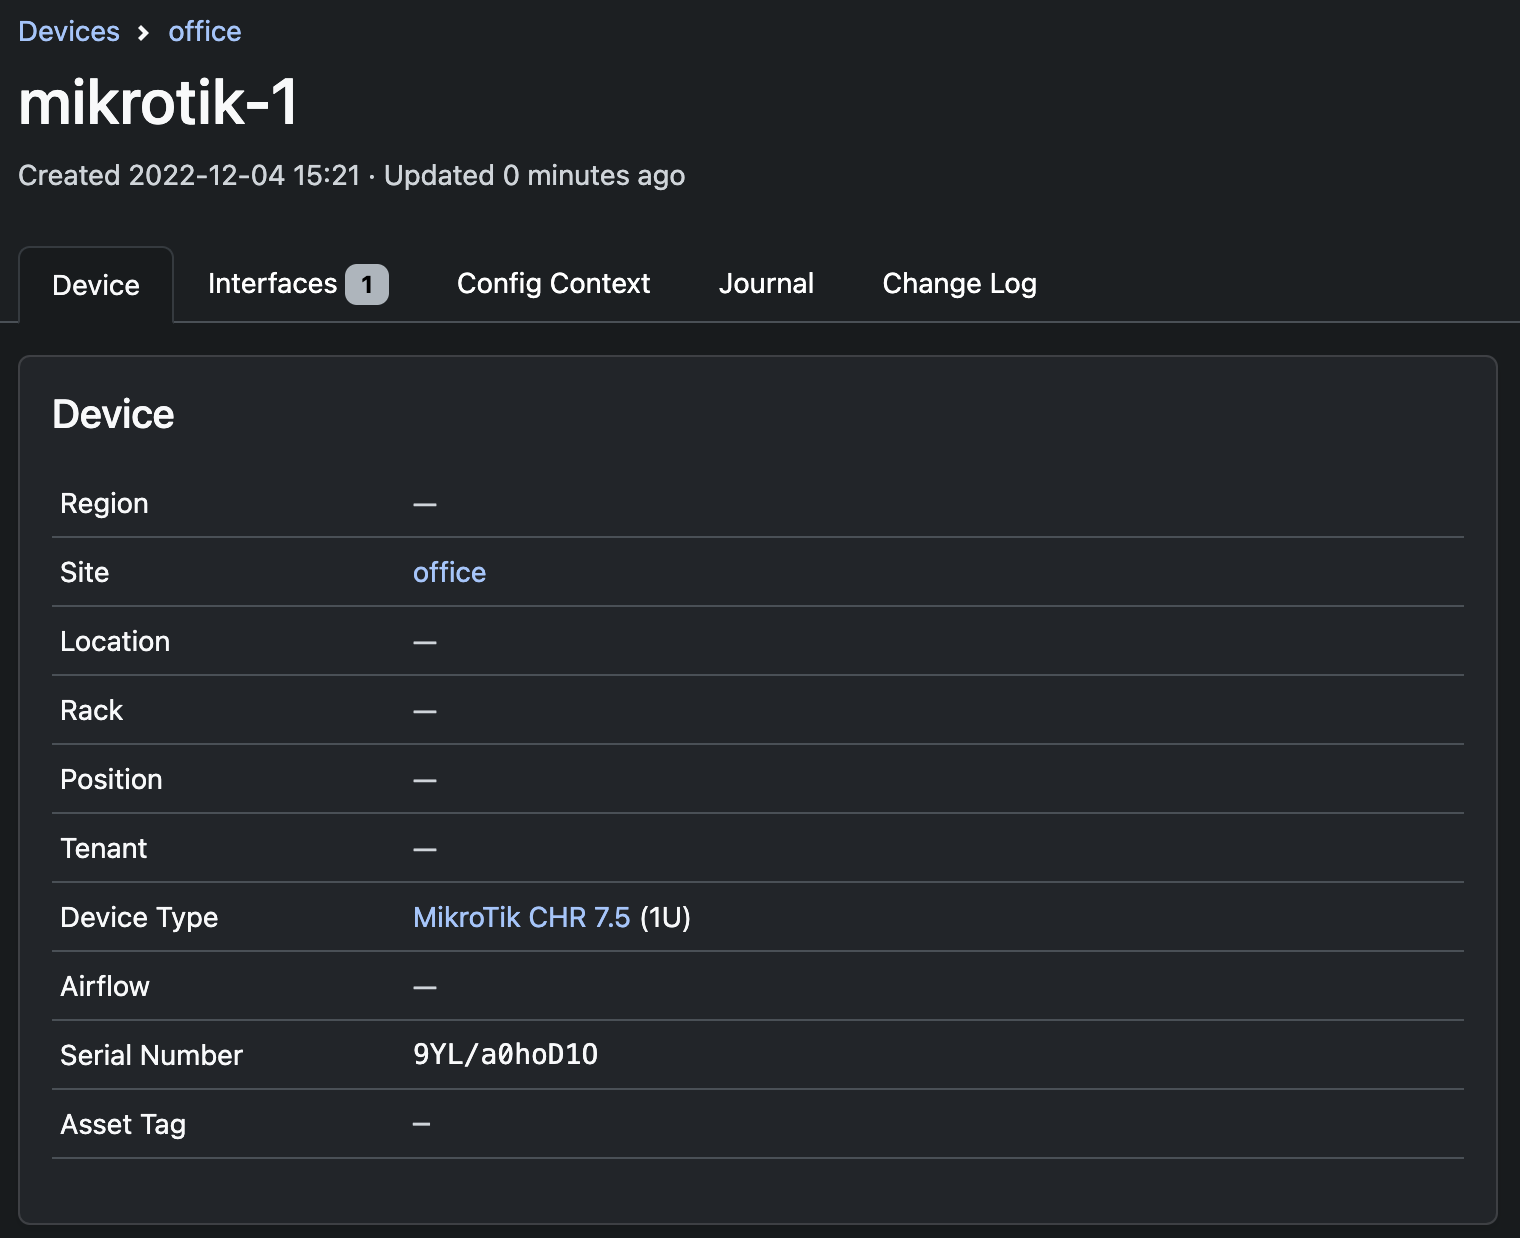 Devices > office
mikrotik-1
Created 2022-12-04 15:21 · Updated 0 minutes ago
Device Interfaces 1 Config Context Journal Change Log
Device
Region —
Site office
Location —
Rack —
Position —
Tenant —
Device Type MikroTik CHR 7.5 (1U)
Airflow —
Serial Number 9YL/a0hoD1O
Asset Tag —